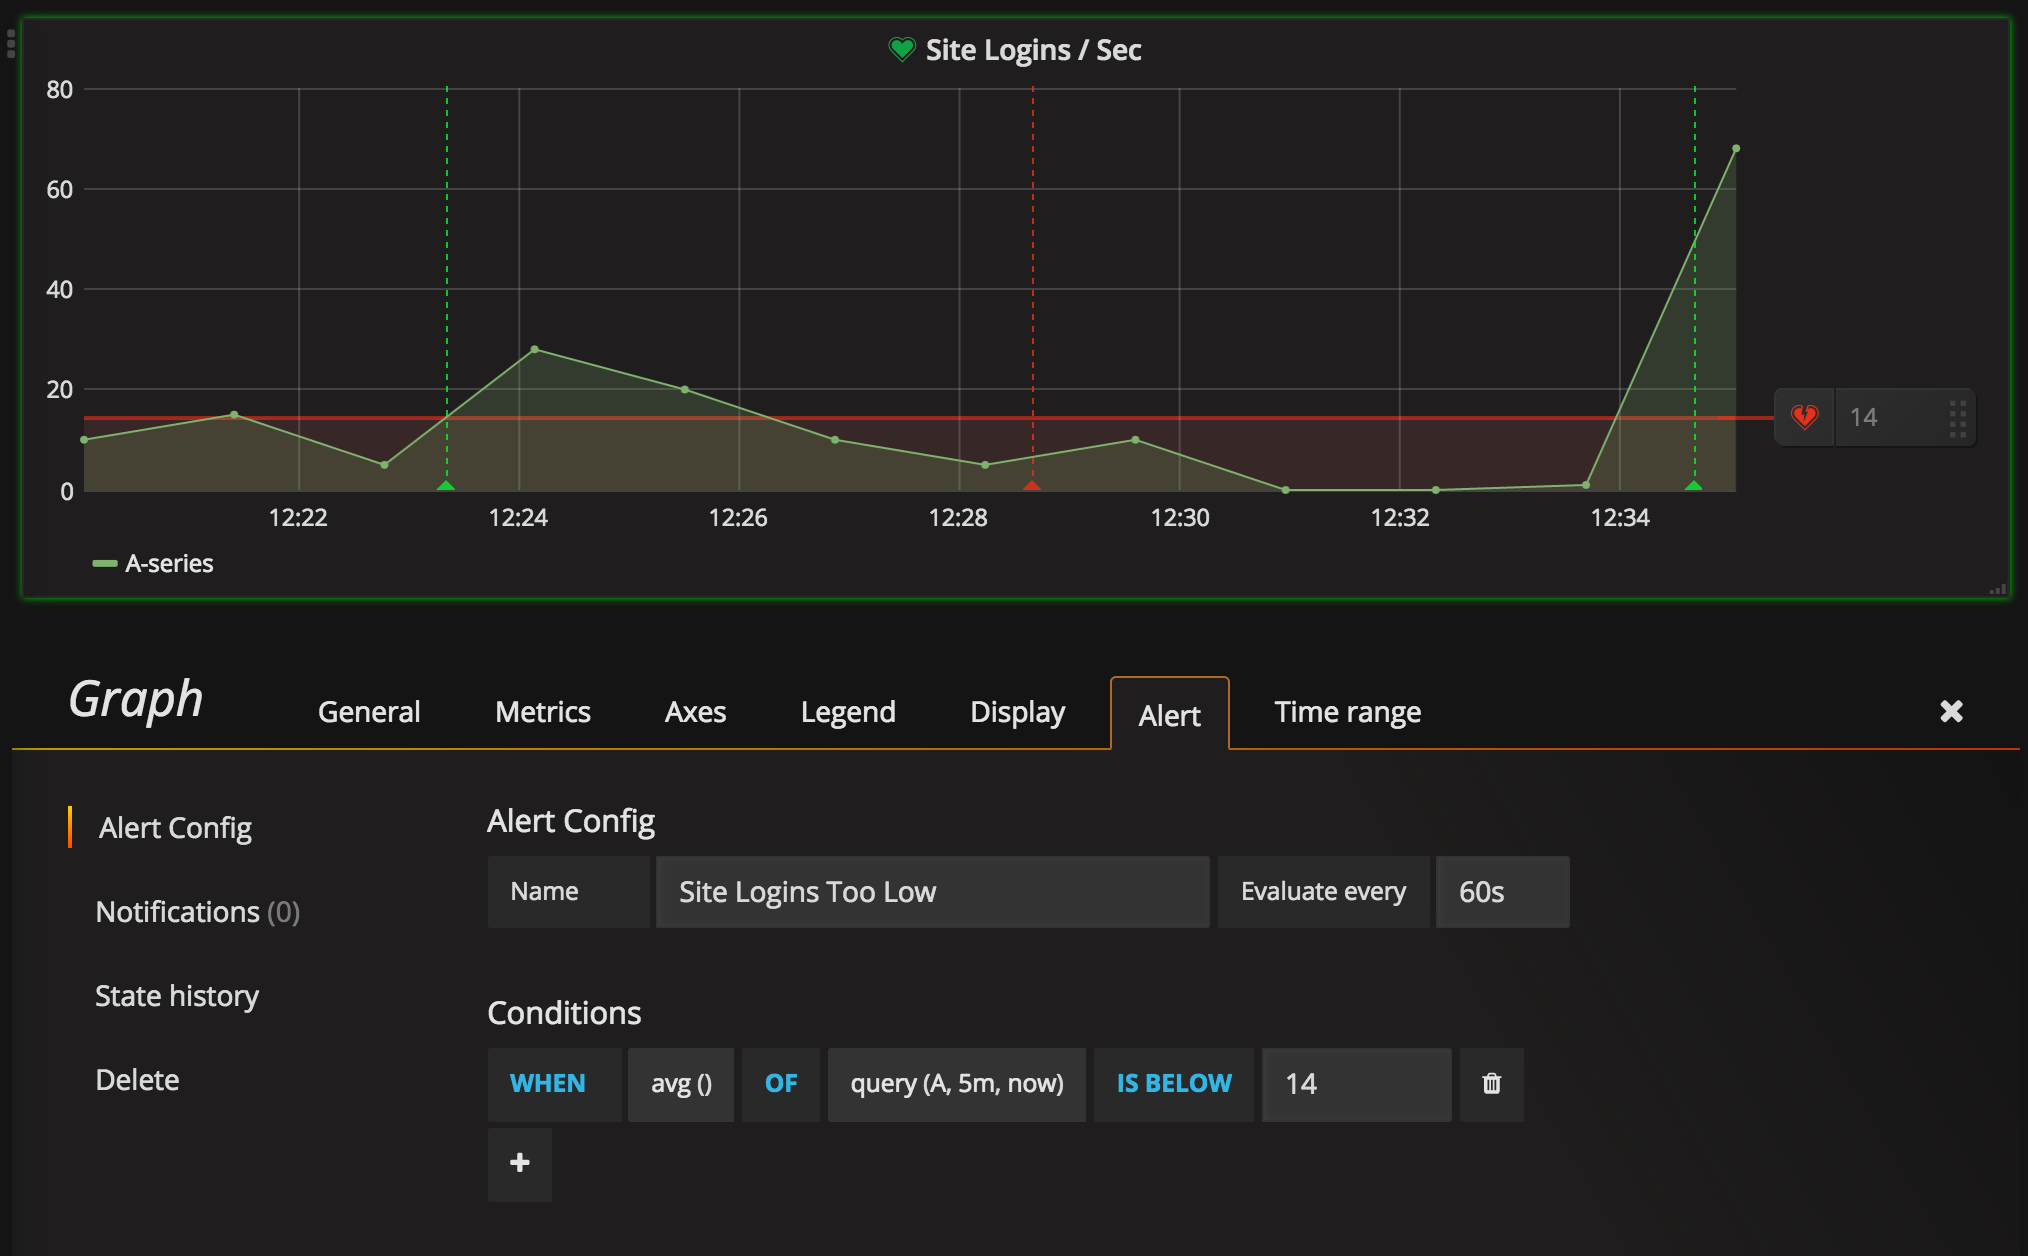 Site Logins / Sec
80
60
40
20
0
14
12:22 12:24 12:26 12:28 12:30 12:32 12:34
A-series
Graph General Metrics Axes Legend Display Alert Time range
Alert Config
Notifications (0)
State history
Delete
Alert Config
Name Site Logins Too Low Evaluate every 60s
Conditions
WHEN avg () OF query (A, 5m, now) IS BELOW 14